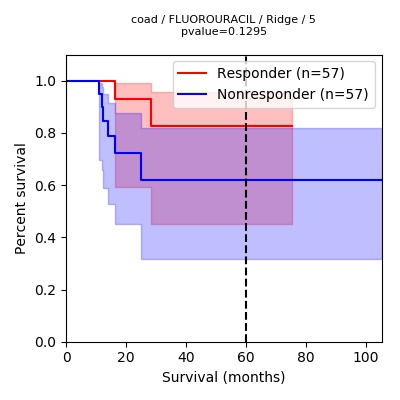 coad / FLUOROURACIL / Ridge / 5
pvalue=0.1295
Responder (n=57)
Nonresponder (n=57)
Percent survival
1.0
0.8
0.6
0.4
0.2
0.0
0 20 40 60 80 100
Survival (months)